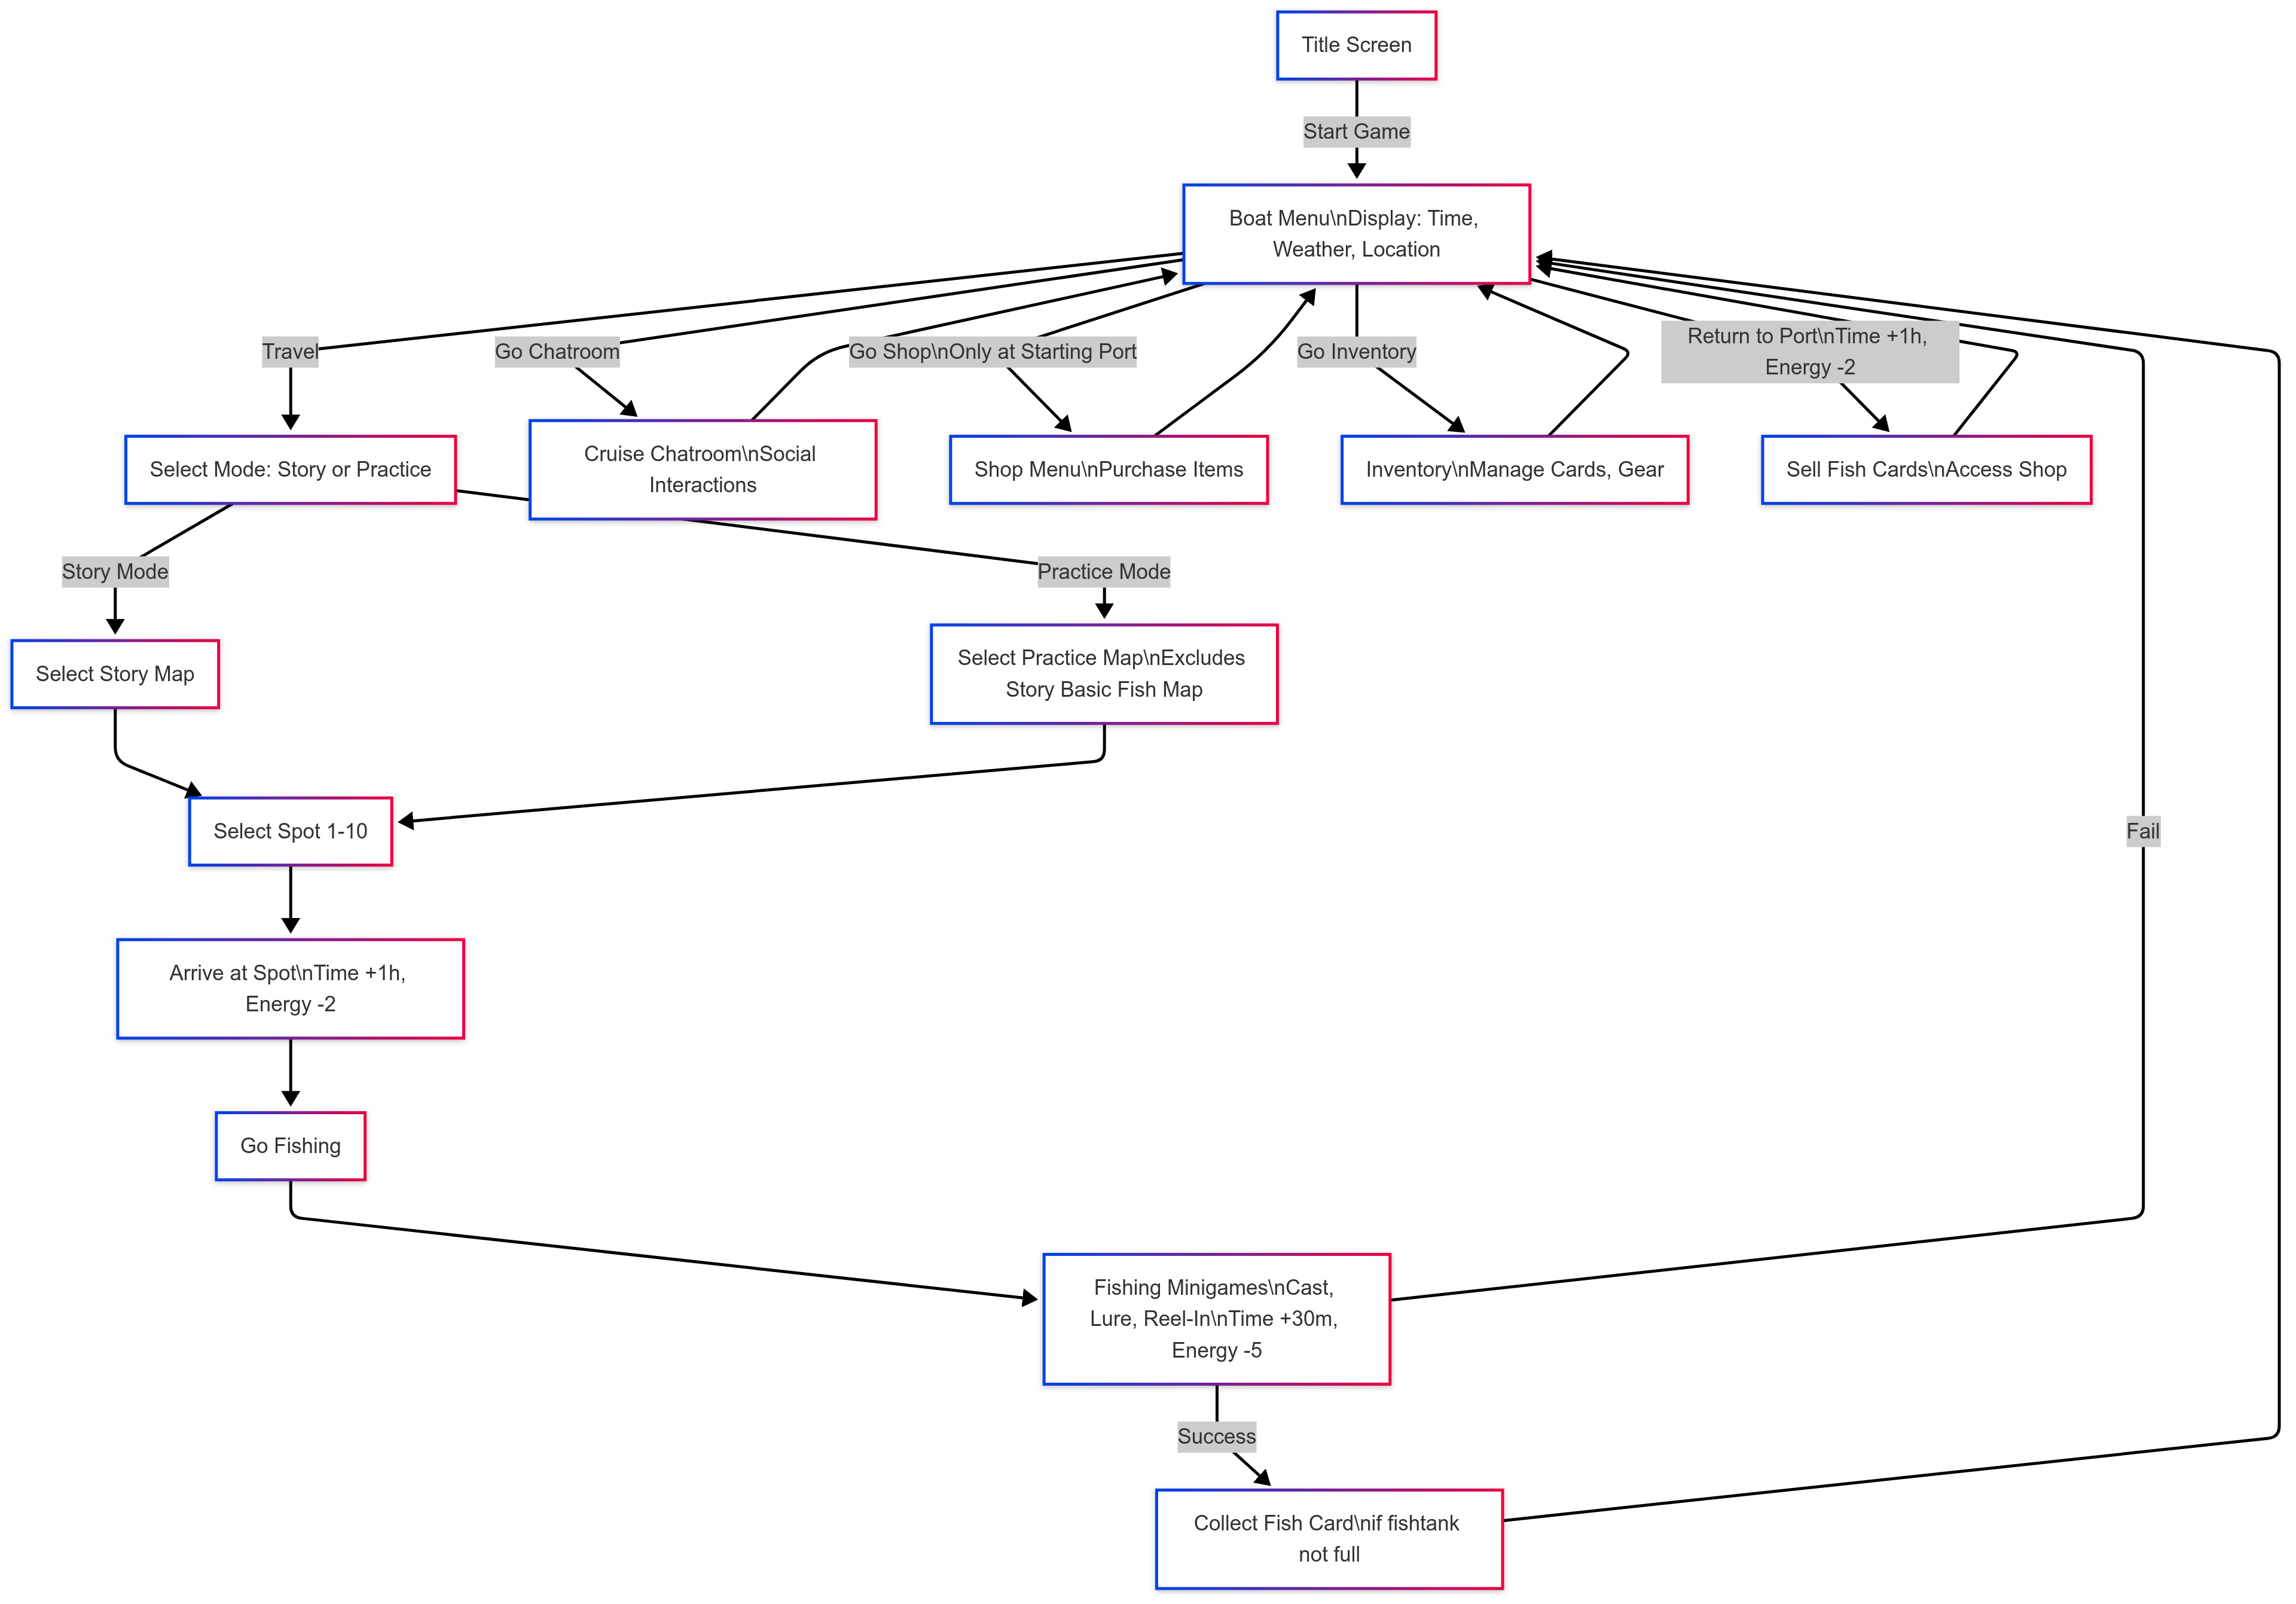 Title Screen
Start Game
Boat Menu\nDisplay: Time,
Weather, Location
Travel
Go Chatroom
Go Shop\nOnly at Starting Port
Go Inventory
Return to Port\nTime +1h,
Energy -2
Select Mode: Story or Practice
Cruise Chatroom\nSocial
Interactions
Shop Menu\nPurchase Items
Inventory\nManage Cards, Gear
Sell Fish Cards\nAccess Shop
Story Mode
Practice Mode
Select Story Map
Select Practice Map\nExcludes
Story Basic Fish Map
Select Spot 1-10
Fail
Arrive at Spot\nTime +1h,
Energy -2
Go Fishing
Fishing Minigames\nCast,
Lure, Reel-In\nTime +30m,
Energy -5
Success
Collect Fish Card\nif fishtank
not full